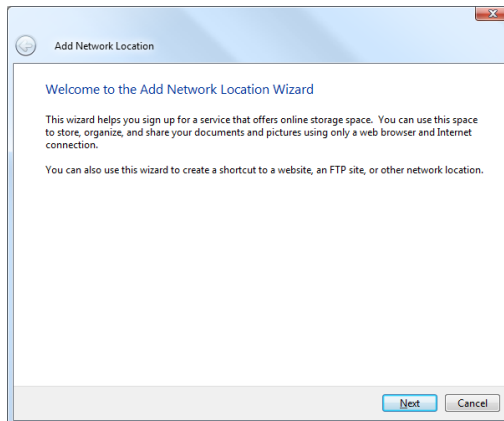 Add Network Location
Welcome to the Add Network Location Wizard
This wizard helps you sign up for a service that offers online storage space.  You can use this space
to store, organize, and share your documents and pictures using only a web browser and Internet
connection.
You can also use this wizard to create a shortcut to a website, an FTP site, or other network location.
Next
Cancel